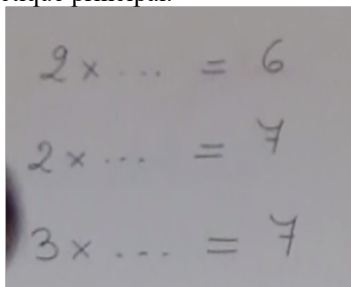 2 × ... = 6
2 × ... = 7
3 × ... = 7